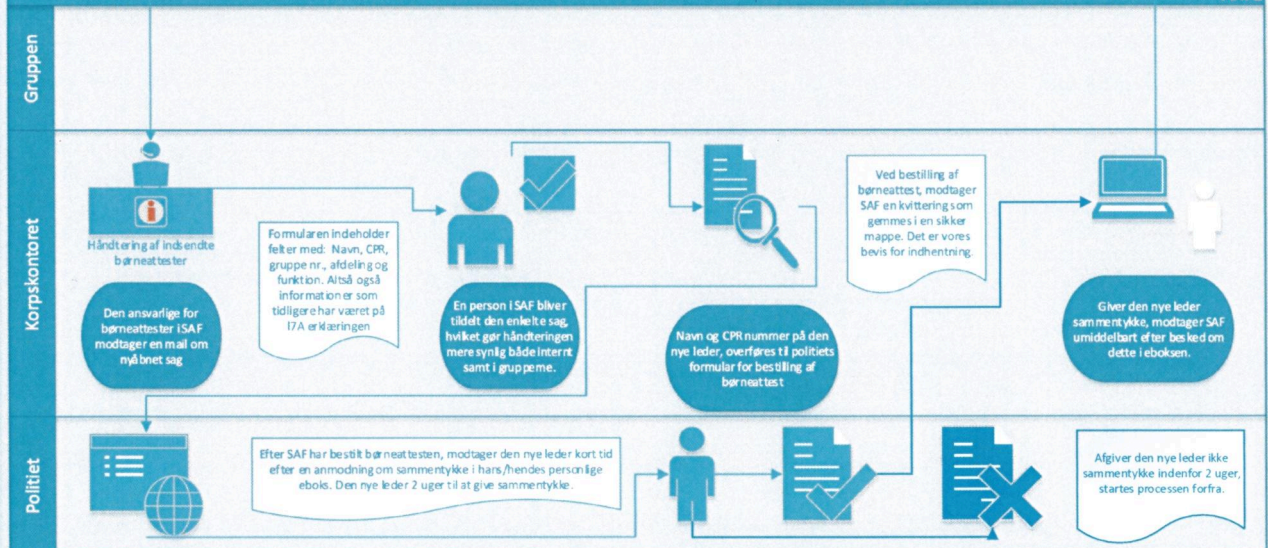 Gruppen
Korpskontoret
Håndtering af indsendte
børneattester
Den ansvarlige for
børneattester i SAF
modtager en mail om
nyåbnet sag
Formularen indeholder
felter med: Navn, CPR,
gruppe nr., afdeling og
funktion. Altså også
informationer som
tidligere har været på
17A erklæringen
En person i SAF bliver
tildelt den enkelte sag,
hvilket gør håndteringen
mere synlig både internt
samt i grupperne.
Navn og CPR nummer på den
nye leder, overføres til politiets
formular for bestilling af
børneattest
Ved bestilling af
børneattest, modtager
SAF en kvittering som
gemmes i en sikker
mappe. Det er vores
bevis for indhentning.
Giver den nye leder
sammentykke, modtager SAF
umiddelbart efter besked om
dette i eboksen.
Politiet
Efter SAF har bestilt børneattesten, modtager den nye leder kort tid
efter en anmodning om sammentykke i hans/hendes personlige
eboks. Den nye leder 2 uger til at give sammentykke.
Afgiver den nye leder ikke
sammentykke indenfor 2 uger,
startes processen forfra.